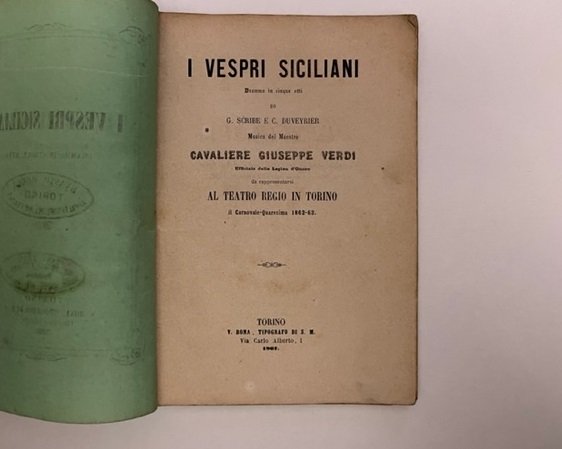 I VESPRI SICILIANI
Dramma in cinque atti
DI
G. SCRIBE E C. DUVEYRIER
Musica del Maestro
CAVALIERE GIUSEPPE VERDI
Uffiziale della Legion d'Onore
da rappresentarsi
AL TEATRO REGIO IN TORINO
il Carnovale-Quaresima 1862-63.
TORINO
V. BONA, TIPOGRAFO DI S. M.
Via Carlo Alberto, 1
1862.